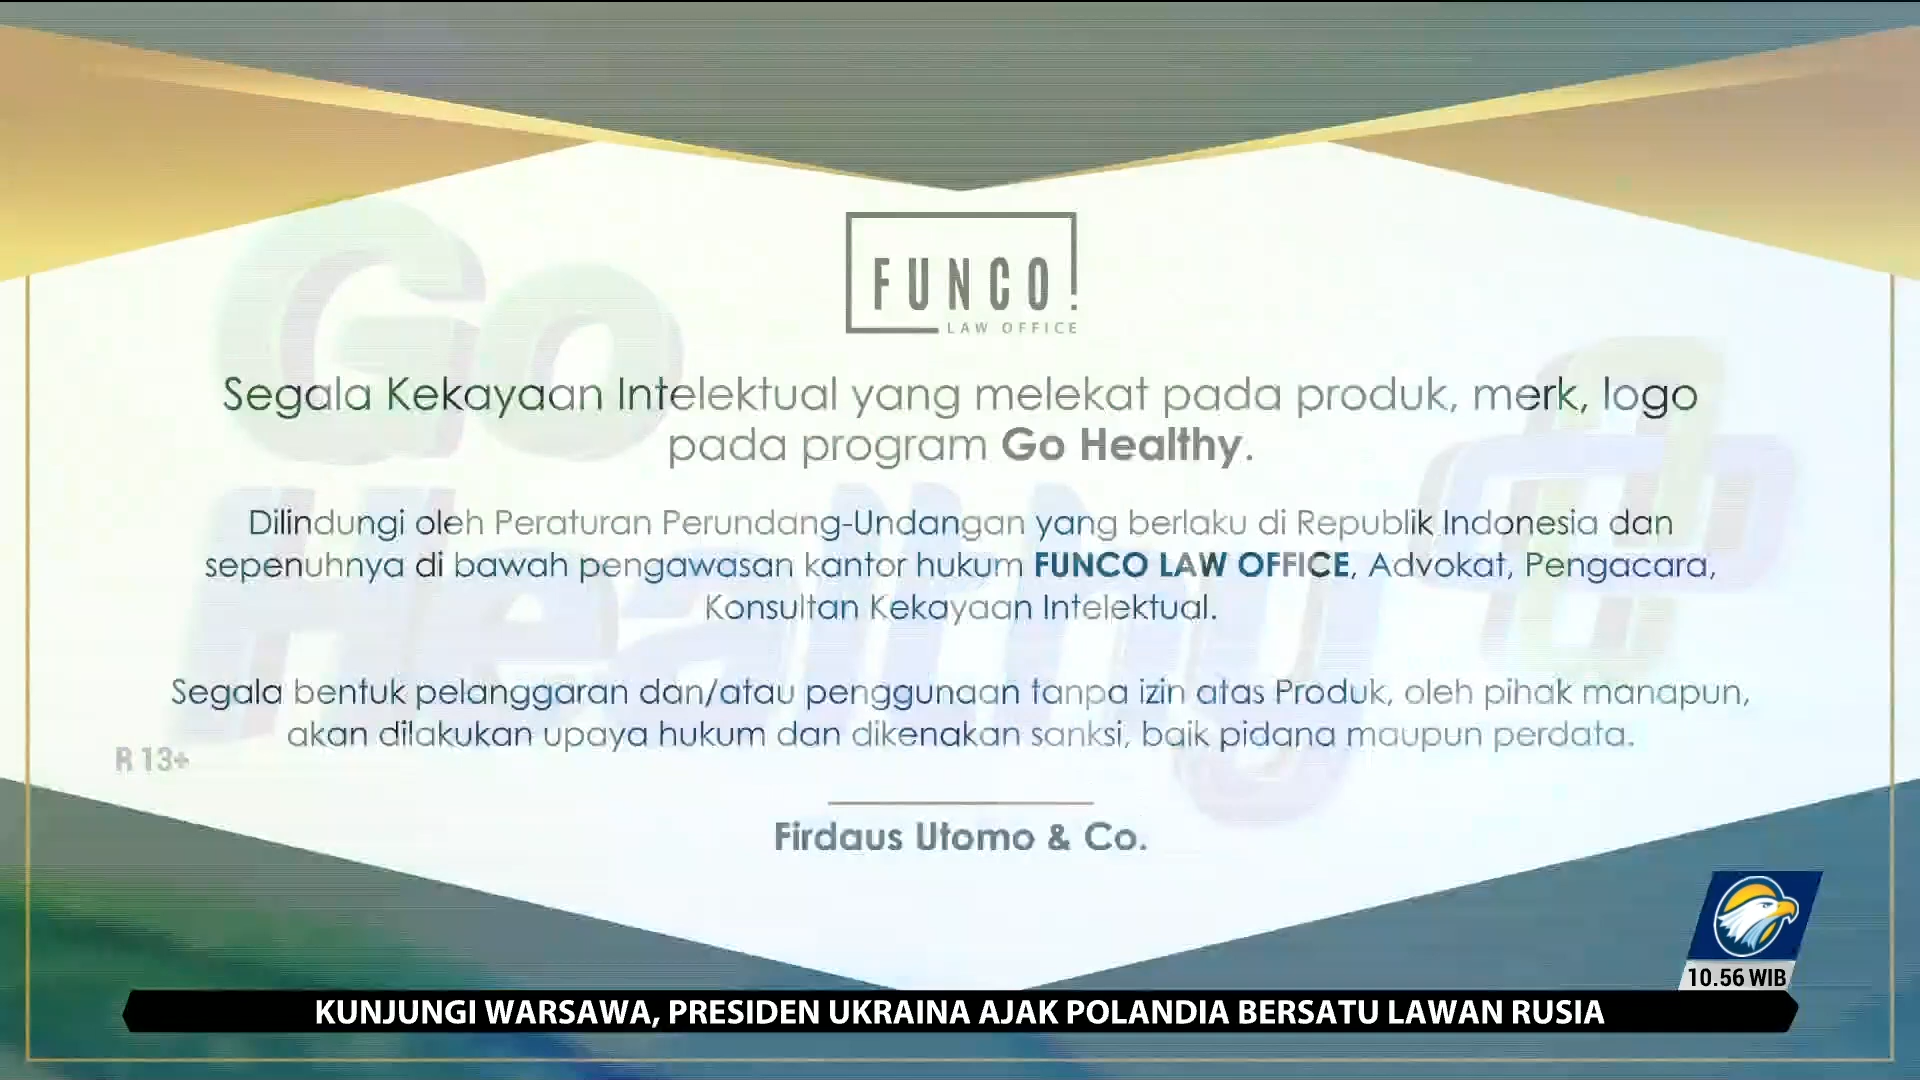 FUNCO!
LAW OFFICE
Segala Kekayaan Intelektual yang melekat pada produk, merk, logo
pada program Go Healthy.
Dilindungi oleh Peraturan Perundang-Undangan yang berlaku di Republik Indonesia dan
sepenuhnya di bawah pengawasan kantor hukum FUNCO LAW OFFICE, Advokat, Pengacara,
Konsultan Kekayaan Intelektual.
Segala bentuk pelanggaran dan/atau penggunaan tanpa izin atas Produk, oleh pihak manapun,
akan dilakukan upaya hukum dan dikenakan sanksi, baik pidana maupun perdata.
R 13+
Firdaus Utomo & Co.
Go
Healthy
10.56 WIB
KUNJUNGI WARSAWA, PRESIDEN UKRAINA AJAK POLANDIA BERSATU LAWAN RUSIA